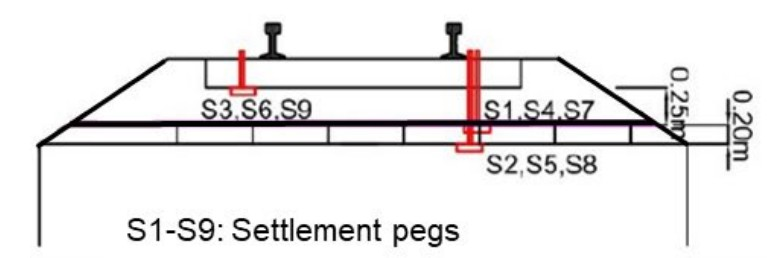 S3,S6,S9
S1,S4,S7
0.25m
0.20m
S2,S5,S8
S1-S9: Settlement pegs